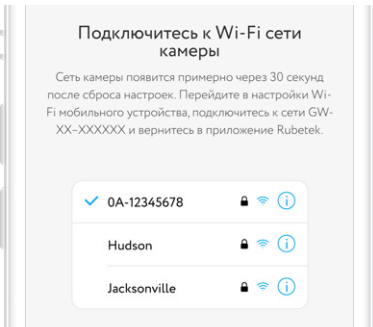 Подключитесь к Wi-Fi сети
камеры
Сеть камеры появится примерно через 30 секунд
после сброса настроек. Перейдите в настройки Wi-
Fi мобильного устройства, подключитесь к сети GW-
XX-XXXXXX и вернитесь в приложение Rubetek.
0A-12345678
Hudson
Jacksonville